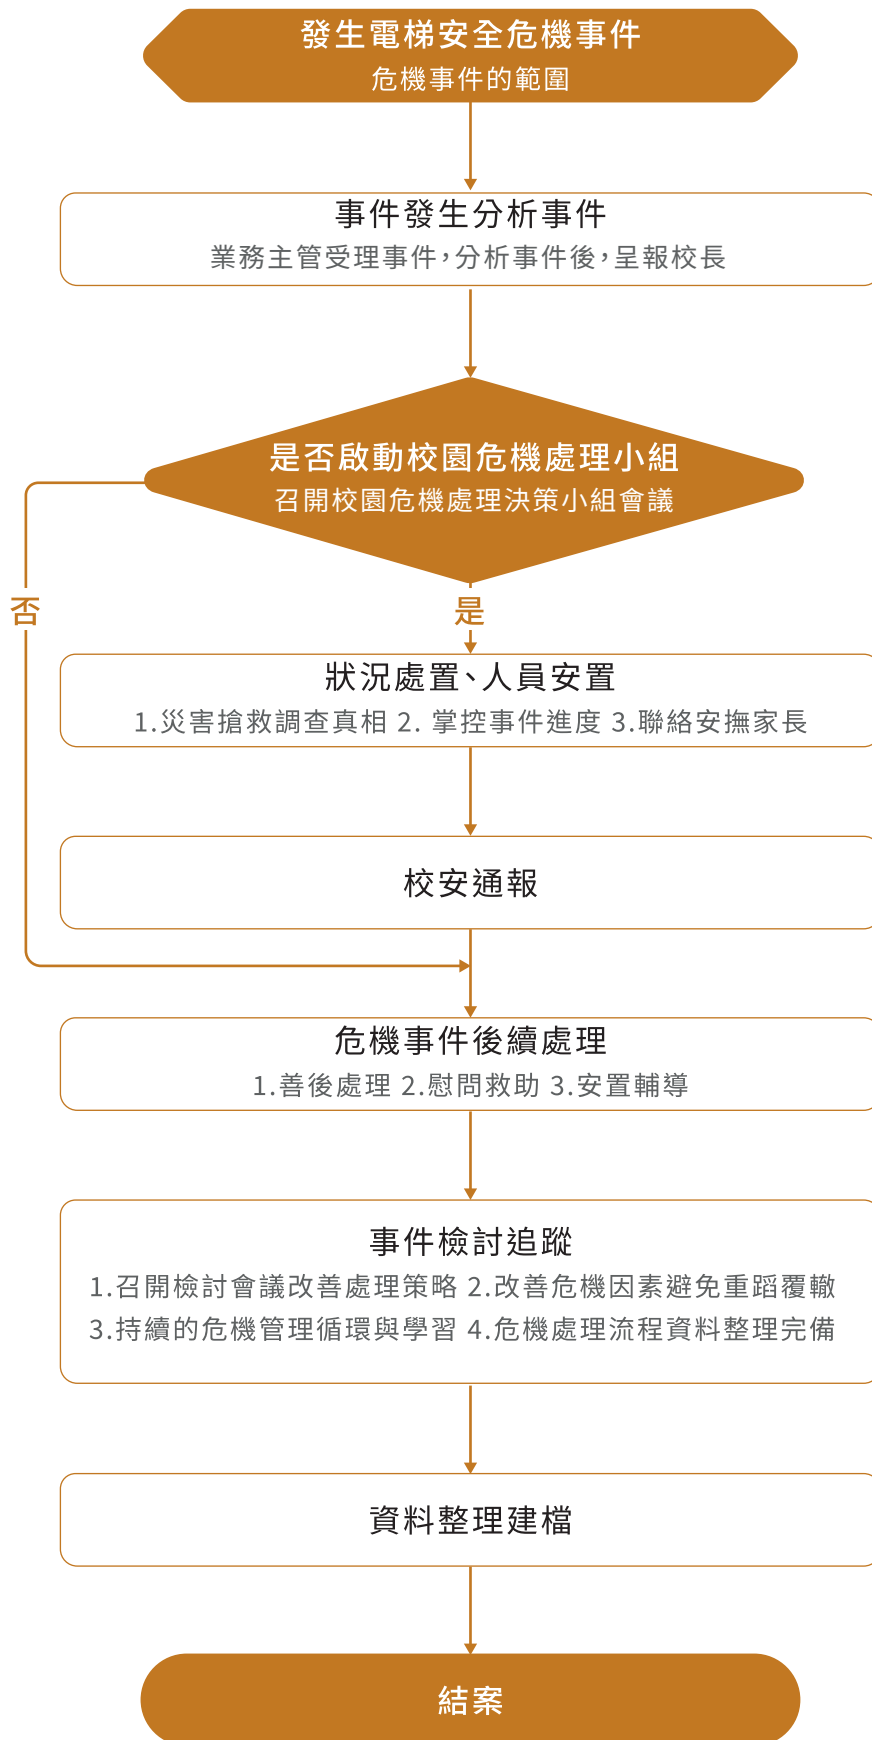 發生電梯安全危機事件
危機事件的範圍
事件發生分析事件
業務主管受理事件，分析事件後，呈報校長
是否啟動校園危機處理小組
召開校園危機處理決策小組會議
否
是
狀況處置、人員安置
1.災害搶救調查真相 2. 掌控事件進度 3.聯絡安撫家長
校安通報
危機事件後續處理
1.善後處理 2.慰問救助 3.安置輔導
事件檢討追蹤
1.召開檢討會議改善處理策略 2.改善危機因素避免重蹈覆轍
3.持續的危機管理循環與學習 4.危機處理流程資料整理完備
資料整理建檔
結案